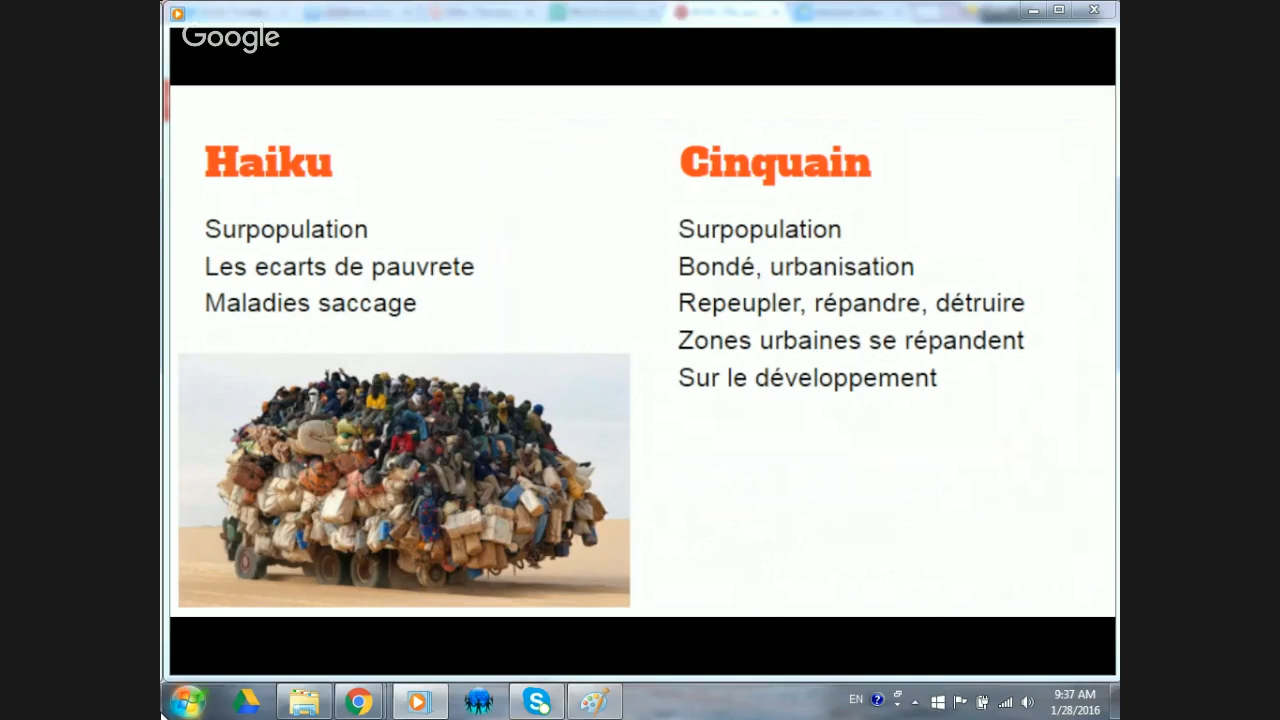 Google
Haiku
Surpopulation
Les ecarts de pauvrete
Maladies saccage
Cinquain
Surpopulation
Bondé, urbanisation
Repeupler, répandre, détruire
Zones urbaines se répandent
Sur le développement
EN
9:37 AM
1/28/2016